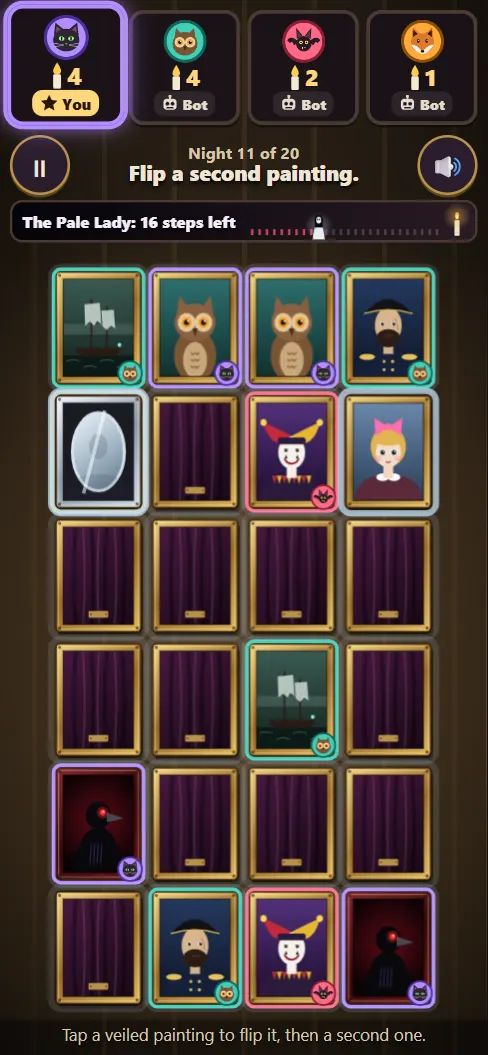 4
You
4
Bot
2
Bot
1
Bot
Night 11 of 20
Flip a second painting.
The Pale Lady: 16 steps left
Tap a veiled painting to flip it, then a second one.